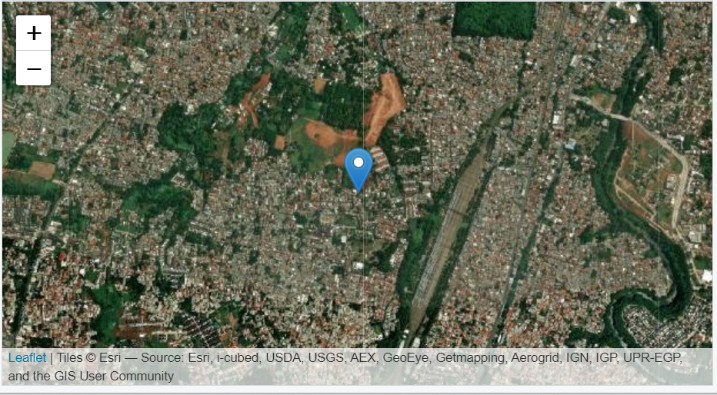 +
−
Leaflet | Tiles © Esri — Source: Esri, i-cubed, USDA, USGS, AEX, GeoEye, Getmapping, Aerogrid, IGN, IGP, UPR-EGP,
and the GIS User Community